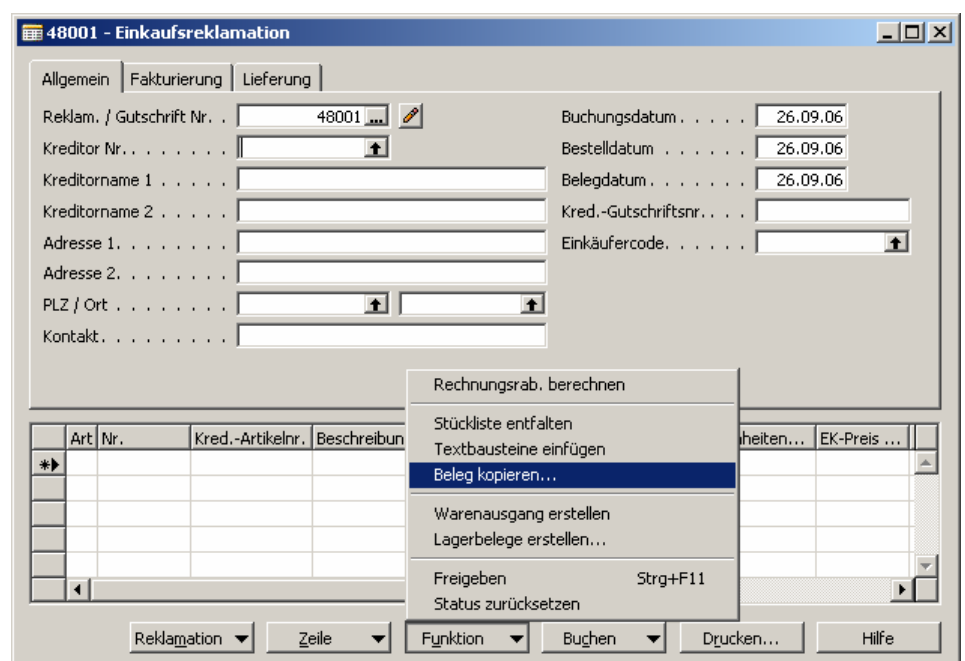 48001 - Einkaufsreklamation
Allgemein Fakturierung Lieferung
Reklam. / Gutschrift Nr. . 48001 ... Buchungsdatum . . . . . 26.09.06
Kreditor Nr. . . . . . . . Bestelldatum . . . . . . 26.09.06
Kreditorname 1 . . . . . Belegdatum . . . . . . . 26.09.06
Kreditorname 2 . . . . . Kred.-Gutschriftsnr. . . .
Adresse 1. . . . . . . . Einkäufercode. . . . . .
Adresse 2. . . . . . . .
PLZ / Ort . . . . . . . .
Kontakt. . . . . . . . .
Rechnungsrab. berechnen
Stückliste entfalten
Textbausteine einfügen
Beleg kopieren...
Warenausgang erstellen
Lagerbelege erstellen...
Freigeben Strg+F11
Status zurücksetzen
Art Nr. Kred.-Artikelnr. Beschreibun heiten... EK-Preis ...
Reklamation Zeile Funktion Buchen Drucken... Hilfe